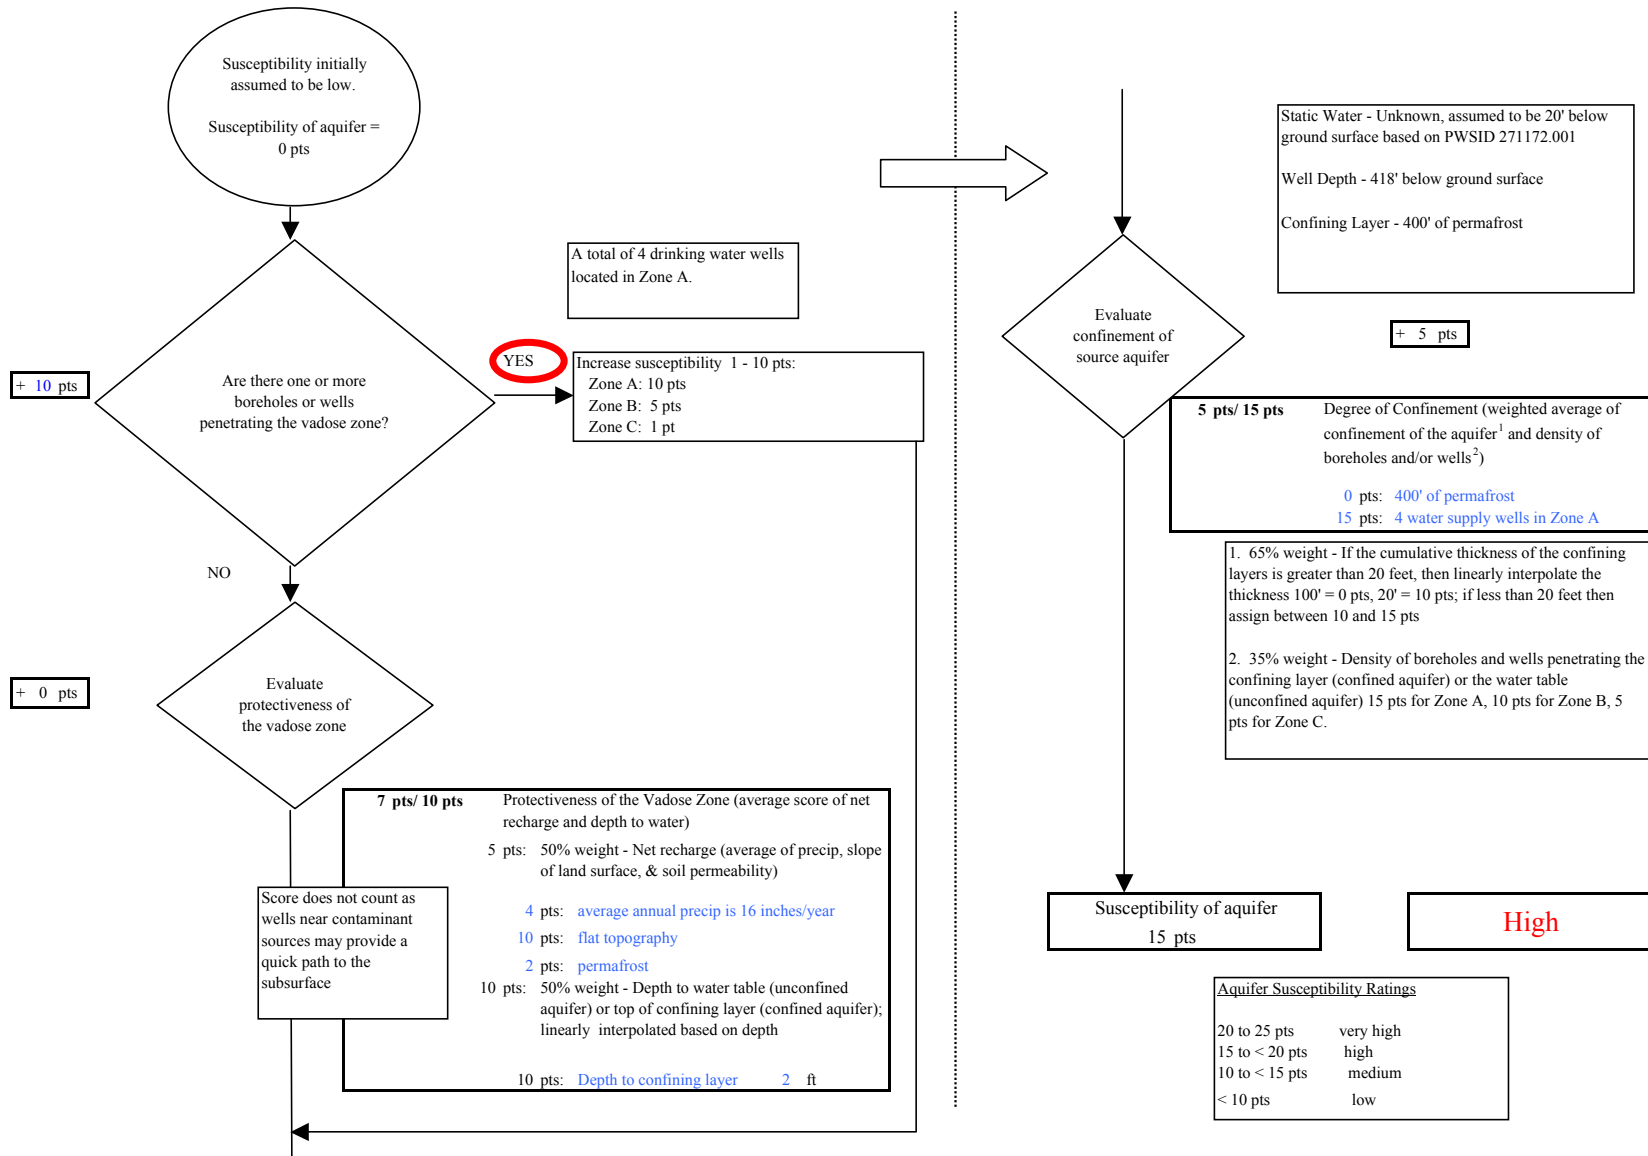 Susceptibility initially
assumed to be low.
Susceptibility of aquifer =
0 pts
A total of 4 drinking water wells
located in Zone A.
+ 10 pts
Are there one or more
boreholes or wells
penetrating the vadose zone?
YES
Increase susceptibility 1 - 10 pts:
Zone A: 10 pts
Zone B: 5 pts
Zone C: 1 pt
NO
+ 0 pts
Evaluate
protectiveness of
the vadose zone
7 pts/ 10 pts Protectiveness of the Vadose Zone (average score of net
recharge and depth to water)
5 pts: 50% weight - Net recharge (average of precip, slope
of land surface, & soil permeability)
4 pts: average annual precip is 16 inches/year
10 pts: flat topography
2 pts: permafrost
10 pts: 50% weight - Depth to water table (unconfined
aquifer) or top of confining layer (confined aquifer);
linearly interpolated based on depth
10 pts: Depth to confining layer 2 ft
Score does not count as
wells near contaminant
sources may provide a
quick path to the
subsurface
Static Water - Unknown, assumed to be 20' below
ground surface based on PWSID 271172.001
Well Depth - 418' below ground surface
Confining Layer - 400' of permafrost
Evaluate
confinement of
source aquifer
+ 5 pts
5 pts/ 15 pts Degree of Confinement (weighted average of
confinement of the aquifer1 and density of
boreholes and/or wells2)
0 pts: 400' of permafrost
15 pts: 4 water supply wells in Zone A
1. 65% weight - If the cumulative thickness of the confining
layers is greater than 20 feet, then linearly interpolate the
thickness 100' = 0 pts, 20' = 10 pts; if less than 20 feet then
assign between 10 and 15 pts
2. 35% weight - Density of boreholes and wells penetrating the
confining layer (confined aquifer) or the water table
(unconfined aquifer) 15 pts for Zone A, 10 pts for Zone B, 5
pts for Zone C.
Susceptibility of aquifer
15 pts
High
Aquifer Susceptibility Ratings
20 to 25 pts very high
15 to < 20 pts high
10 to < 15 pts medium
< 10 pts low